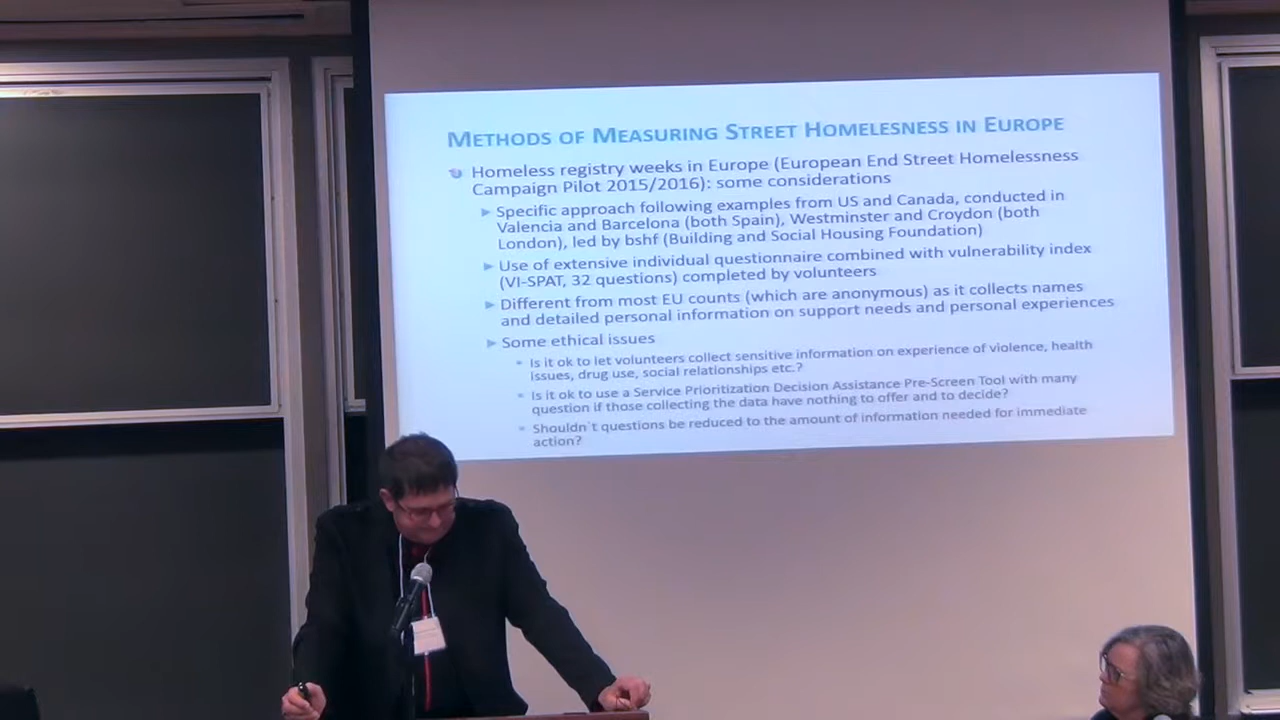 METHODS OF MEASURING STREET HOMELESNESS IN EUROPE
Homeless registry weeks in Europe (European End Street Homelessness
Campaign Pilot 2015/2016): some considerations
Specific approach following examples from US and Canada, conducted in
Valencia and Barcelona (both Spain), Westminster and Croydon (both
London), led by bshf (Building and Social Housing Foundation)
Use of extensive individual questionnaire combined with vulnerability index
(VI-SPAT, 32 questions) completed by volunteers
Different from most EU counts (which are anonymous) as it collects names
and detailed personal information on support needs and personal experiences
Some ethical issues
Is it ok to let volunteers collect sensitive information on experience of violence, health
issues, drug use, social relationships etc.?
Is it ok to use a Service Prioritization Decision Assistance Pre-Screen Tool with many
question if those collecting the data have nothing to offer and to decide?
Shouldn´t questions be reduced to the amount of information needed for immediate
action?